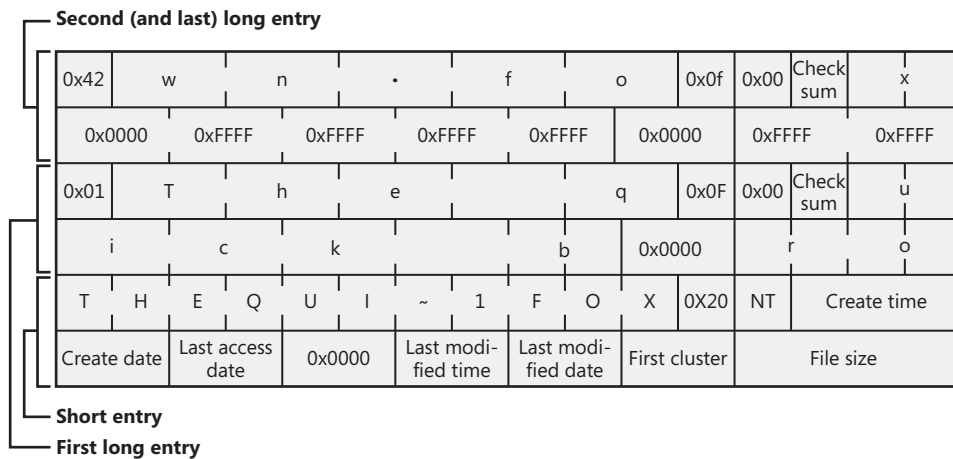 Second (and last) long entry
0x42 w n • f o 0x0f 0x00 Check sum x
0x0000 0xFFFF 0xFFFF 0xFFFF 0xFFFF 0x0000 0xFFFF 0xFFFF
0x01 T h e q 0x0F 0x00 Check sum u
i c k b 0x0000 r o
T H E Q U I ~ 1 F O X 0X20 NT Create time
Create date Last access date 0x0000 Last modi-fied time Last modi-fied date First cluster File size
Short entry
First long entry